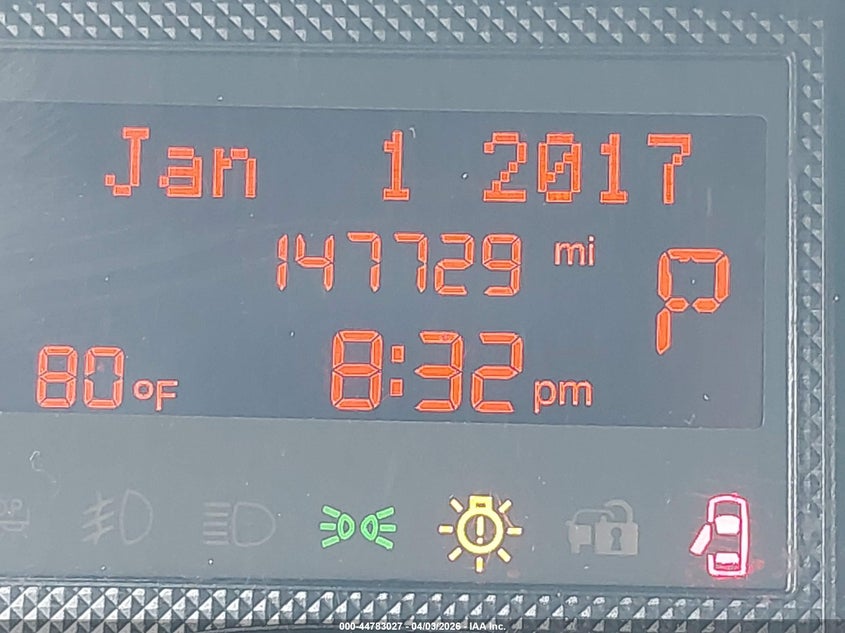 Jan 1 2017
147729 mi
P
80 °F 8:32 pm
000-44783027 - 04/03/2026 - IAA Inc.